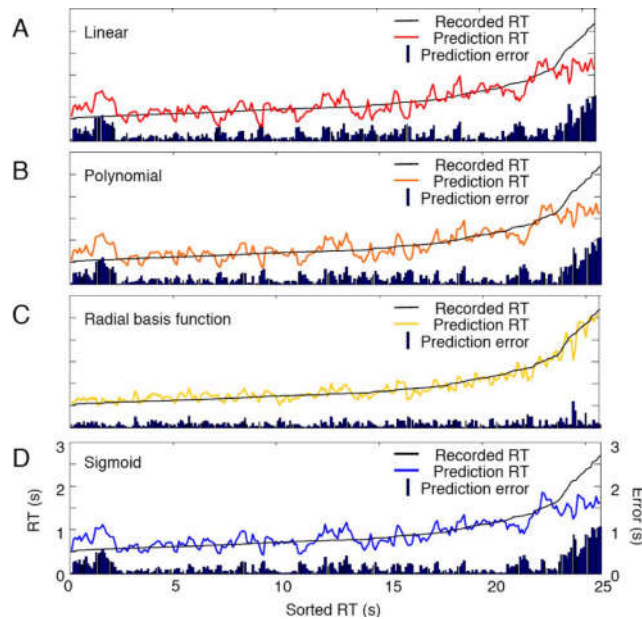 A
Linear
Recorded RT
Prediction RT
Prediction error
B
Polynomial
Recorded RT
Prediction RT
Prediction error
C
Radial basis function
Recorded RT
Prediction RT
Prediction error
D
Sigmoid
Recorded RT
Prediction RT
Prediction error
3 3
2 2
1 1
0 0
RT (s)
Error (s)
0 5 10 15 20 25
Sorted RT (s)